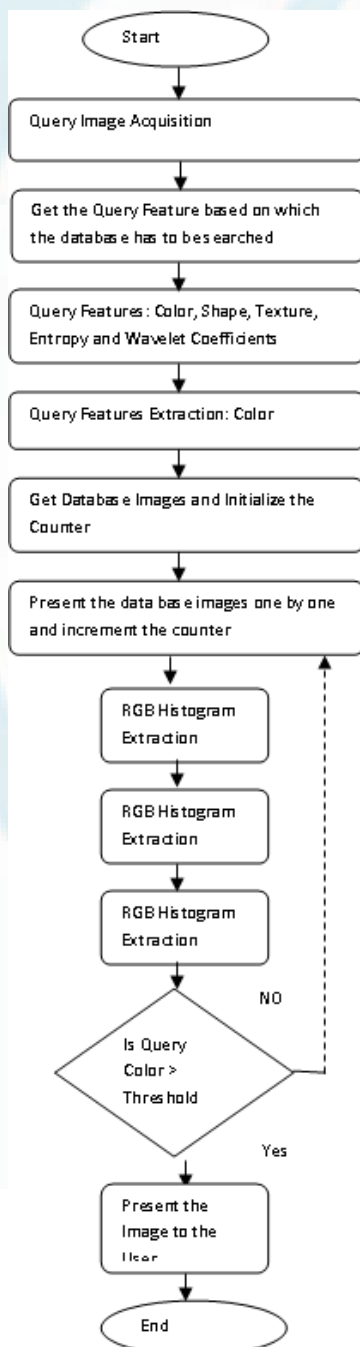 Start
Query Image Acquisition
Get the Query Feature based on which
the database has to be searched
Query Features: Color, Shape, Texture,
Entropy and Wavelet Coefficients
Query Features Extraction: Color
Get Database Images and Initialize the
Counter
Present the data base images one by one
and increment the counter
RGB Histogram
Extraction
RGB Histogram
Extraction
RGB Histogram
Extraction
NO
Is Query
Color >
Threshold
Yes
Present the
Image to the
User
End